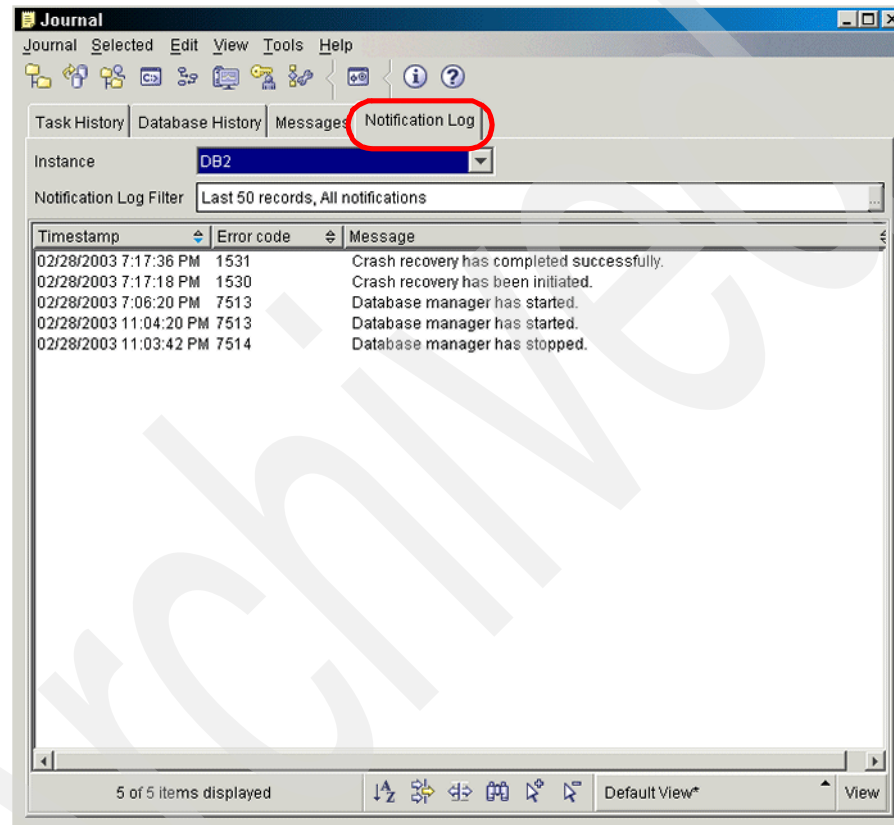 Journal
Journal Selected Edit View Tools Help
Task History Database History Messages Notification Log
Instance DB2
Notification Log Filter Last 50 records, All notifications ...
Timestamp Error code Message
02/28/2003 7:17:36 PM 1531 Crash recovery has completed successfully.
02/28/2003 7:17:18 PM 1530 Crash recovery has been initiated.
02/28/2003 7:06:20 PM 7513 Database manager has started.
02/28/2003 11:04:20 PM 7513 Database manager has started.
02/28/2003 11:03:42 PM 7514 Database manager has stopped.
5 of 5 items displayed Default View* View